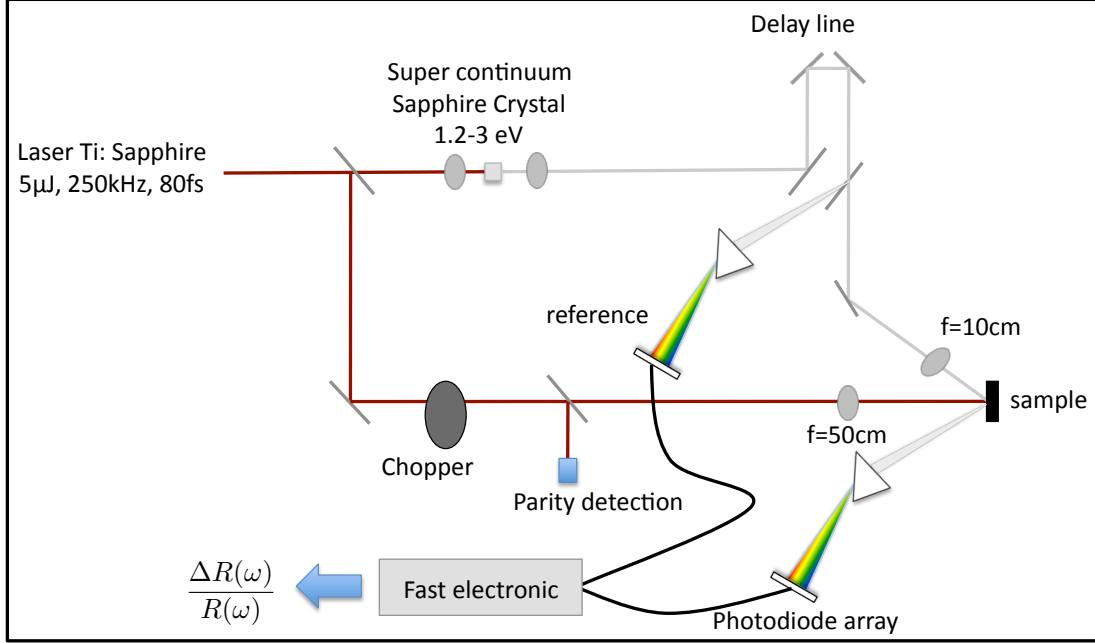 Delay line
Super continuum
Sapphire Crystal
1.2-3 eV
Laser Ti: Sapphire
5µJ, 250kHz, 80fs
reference
f=10cm
sample
f=50cm
Chopper
Parity detection
Fast electronic
ΔR(ω)
R(ω)
Photodiode array